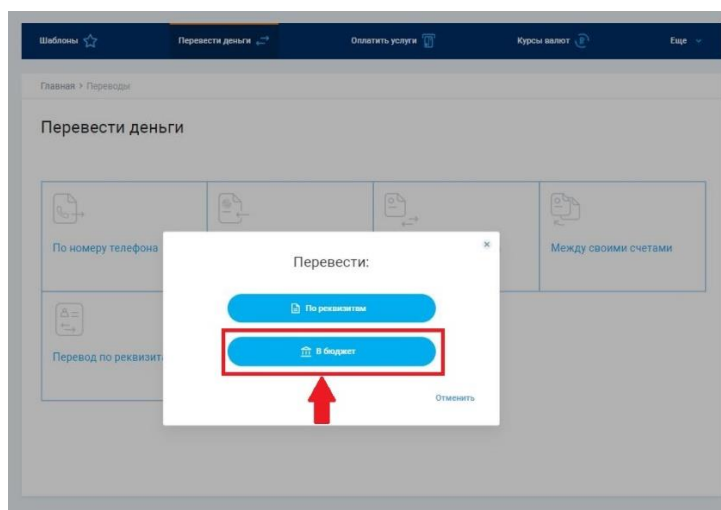 Шаблоны
Перевести деньги
Оплатить услуги
Курсы валют
Еще
Главная > Переводы
Перевести деньги
По номеру телефона
Между своими счетами
Перевод по реквизит
Перевести:
По реквизитам
В бюджет
Отменить